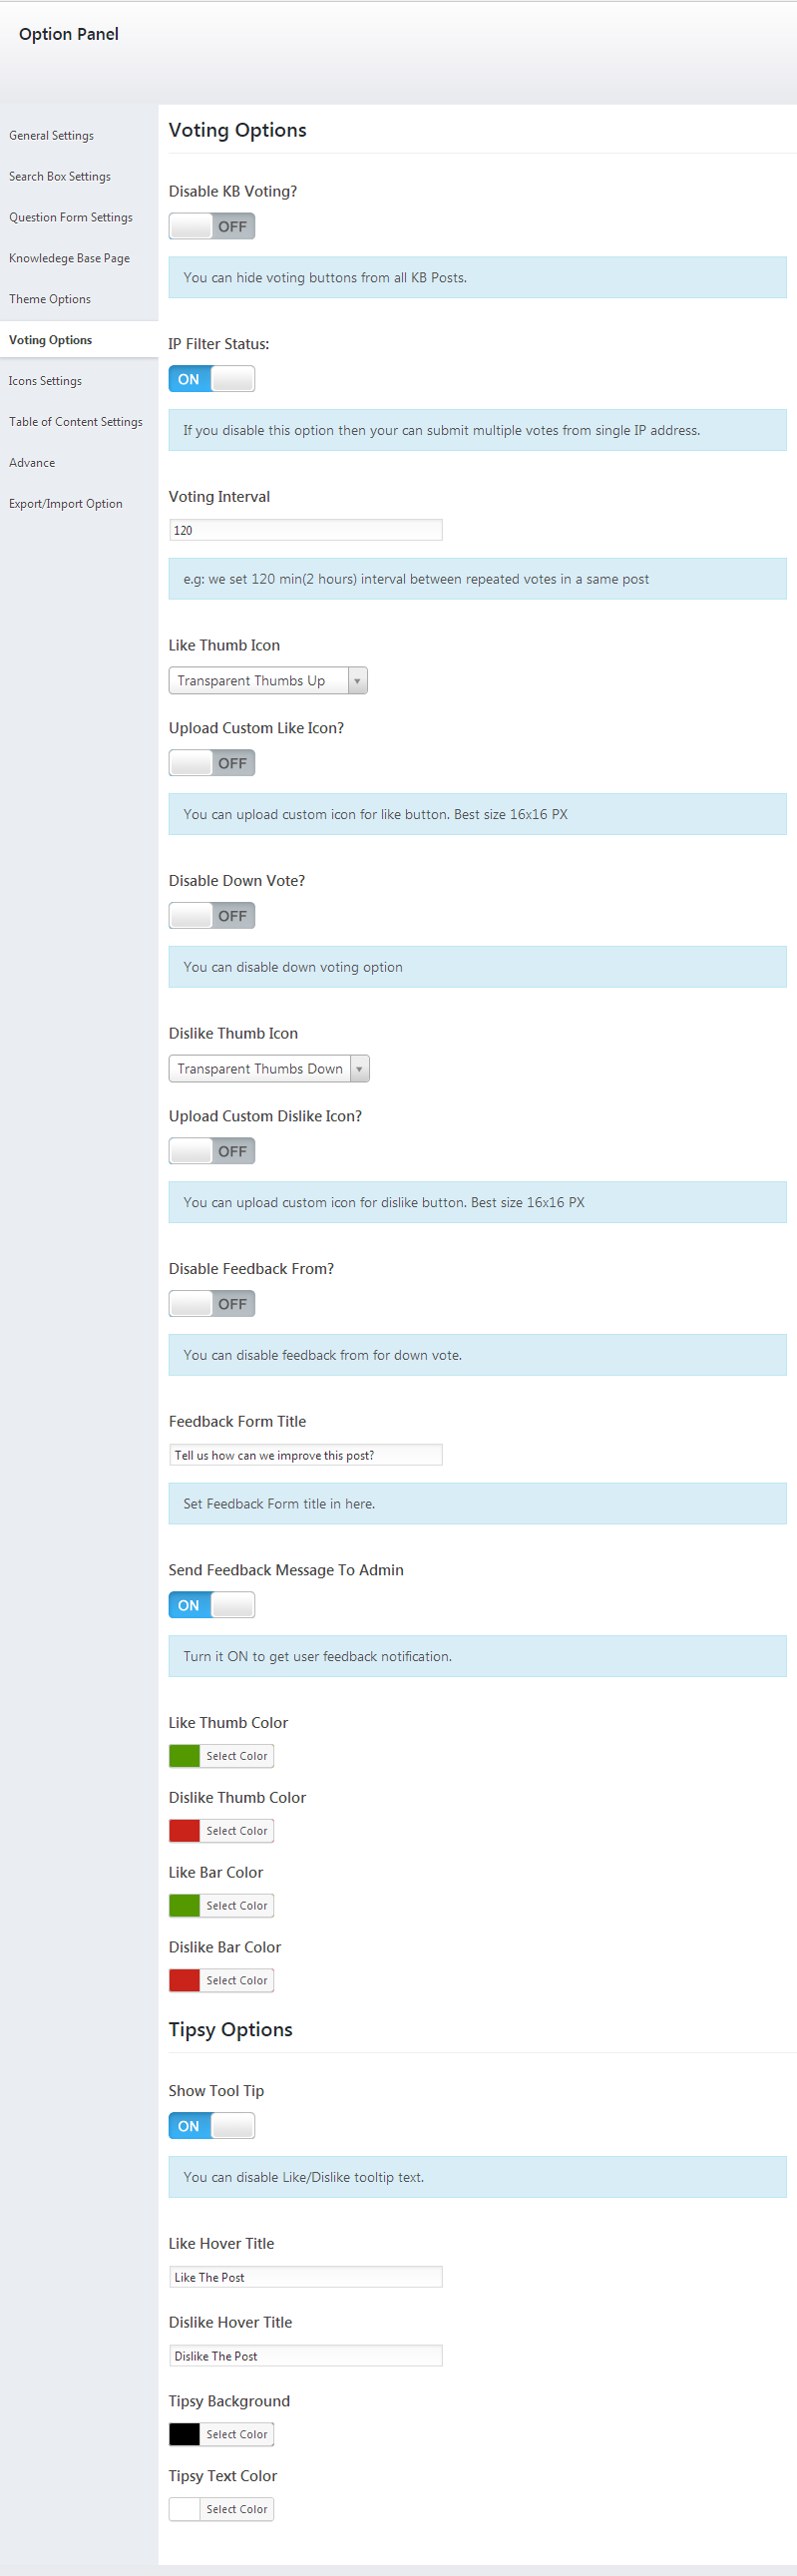 Option Panel
General Settings
Search Box Settings
Question Form Settings
Knowledege Base Page
Theme Options
Voting Options
Icons Settings
Table of Content Settings
Advance
Export/Import Option
Voting Options
Disable KB Voting?
OFF
You can hide voting buttons from all KB Posts.
IP Filter Status:
ON
If you disable this option then your can submit multiple votes from single IP address.
Voting Interval
120
e.g: we set 120 min(2 hours) interval between repeated votes in a same post
Like Thumb Icon
Transparent Thumbs Up
Upload Custom Like Icon?
OFF
You can upload custom icon for like button. Best size 16x16 PX
Disable Down Vote?
OFF
You can disable down voting option
Dislike Thumb Icon
Transparent Thumbs Down
Upload Custom Dislike Icon?
OFF
You can upload custom icon for dislike button. Best size 16x16 PX
Disable Feedback From?
OFF
You can disable feedback from for down vote.
Feedback Form Title
Tell us how can we improve this post?
Set Feedback Form title in here.
Send Feedback Message To Admin
ON
Turn it ON to get user feedback notification.
Like Thumb Color
Select Color
Dislike Thumb Color
Select Color
Like Bar Color
Select Color
Dislike Bar Color
Select Color
Tipsy Options
Show Tool Tip
ON
You can disable Like/Dislike tooltip text.
Like Hover Title
Like The Post
Dislike Hover Title
Dislike The Post
Tipsy Background
Select Color
Tipsy Text Color
Select Color